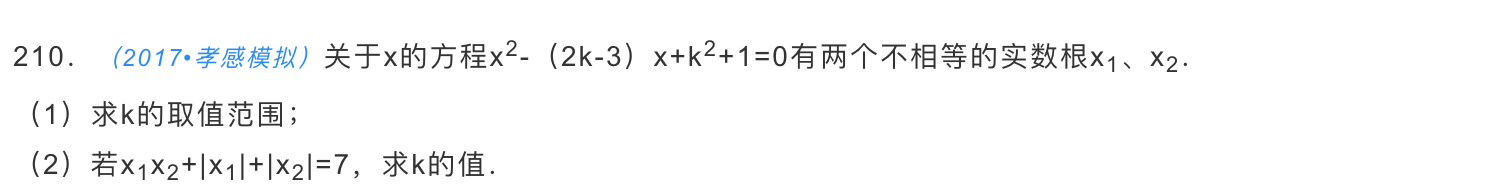 210. （2017•孝感模拟）关于x的方程x²-（2k-3）x+k²+1=0有两个不相等的实数根x₁、x₂.
（1）求k的取值范围；
（2）若x₁x₂+|x₁|+|x₂|=7，求k的值.